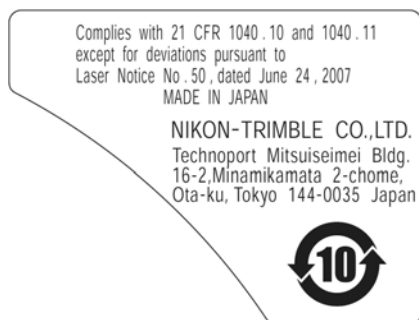 Complies with 21 CFR 1040.10 and 1040.11
except for deviations pursuant to
Laser Notice No.50, dated June 24, 2007
MADE IN JAPAN
NIKON-TRIMBLE CO.,LTD.
Technoport Mitsuiseimei Bldg.
16-2,Minamikamata 2-chome,
Ota-ku, Tokyo 144-0035 Japan
10